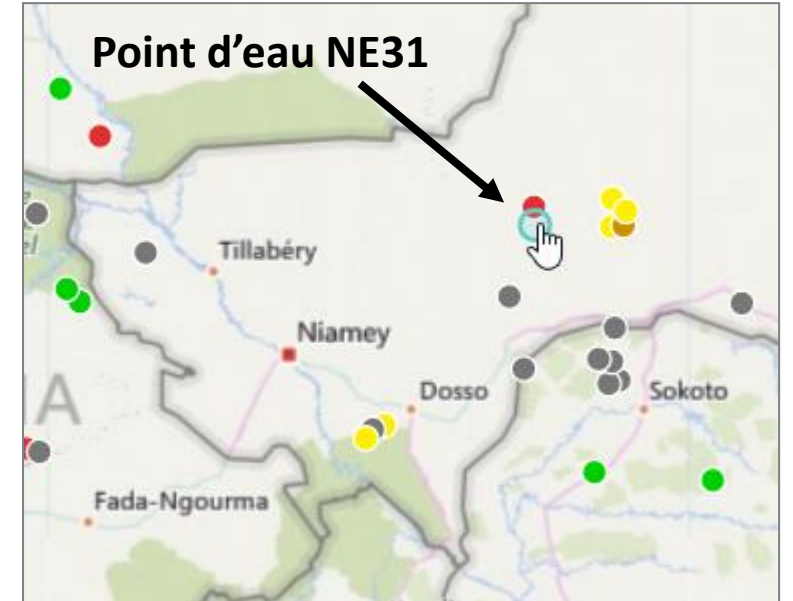 Point d'eau NE31
Tillabéry
Niamey
Dosso
Sokoto
A
Fada-Ngourma